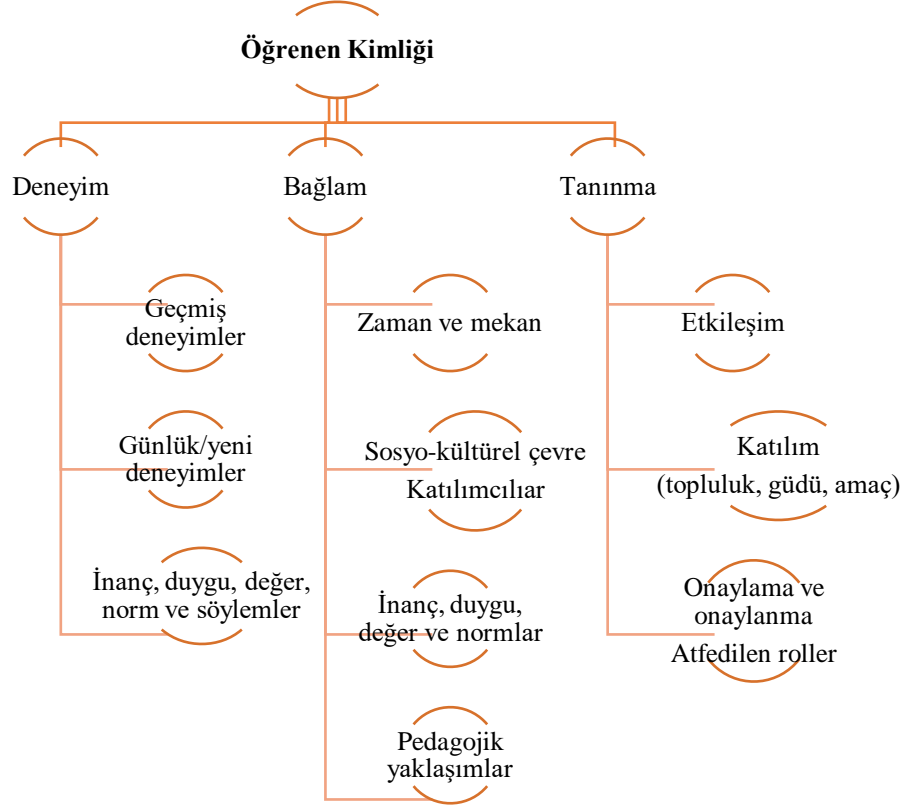 Öğrenen Kimliği
Deneyim
Bağlam
Tanınma
Geçmiş
deneyimler
Zaman ve mekan
Etkileşim
Günlük/yeni
deneyimler
Sosyo-kültürel çevre
Katılımcılıar
Katılım
(topluluk, güdü, amaç)
İnanç, duygu, değer,
norm ve söylemler
İnanç, duygu,
değer ve normlar
Onaylama ve
onaylanma
Atfedilen roller
Pedagojik
yaklaşımlar